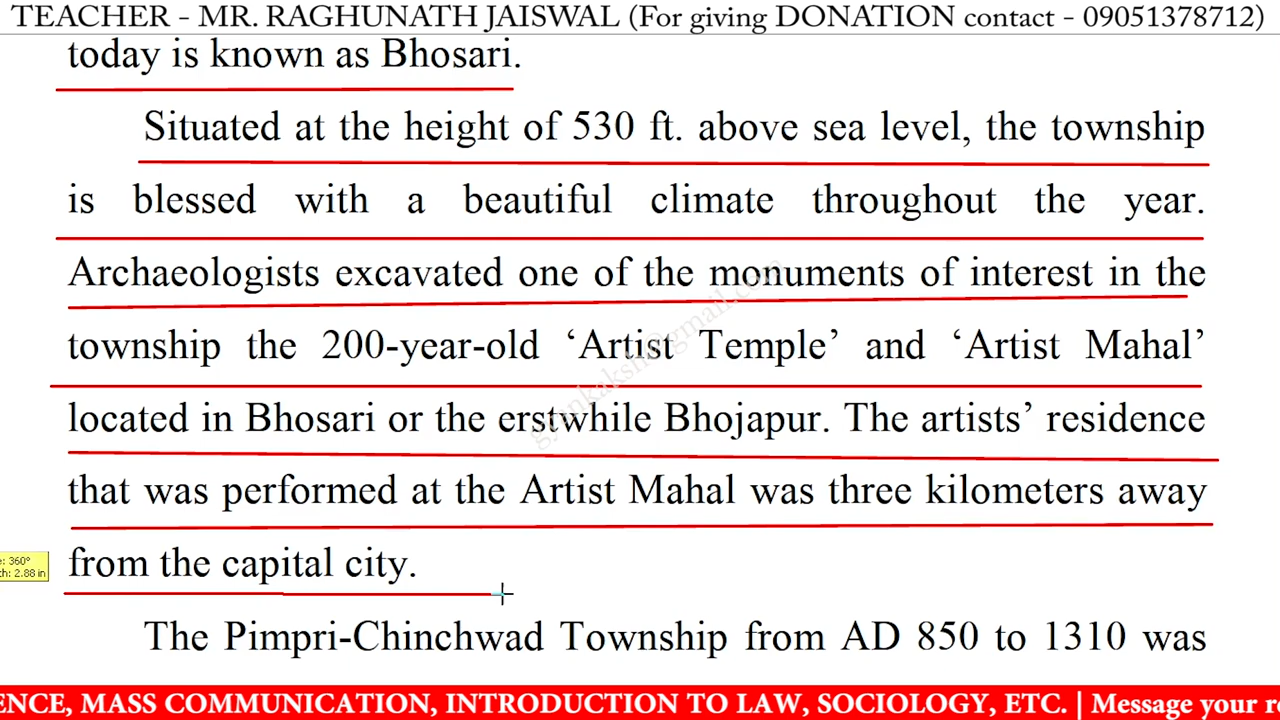 TEACHER - MR. RAGHUNATH JAISWAL (For giving DONATION contact - 09051378712)
today is known as Bhosari.
Situated at the height of 530 ft. above sea level, the township
is blessed with a beautiful climate throughout the year.
Archaeologists excavated one of the monuments of interest in the
township the 200-year-old ‘Artist Temple’ and ‘Artist Mahal’
located in Bhosari or the erstwhile Bhojapur. The artists’ residence
that was performed at the Artist Mahal was three kilometers away
from the capital city.
The Pimpri-Chinchwad Township from AD 850 to 1310 was
: 360°
2.88 in
MASS COMMUNICATION, INTRODUCTION TO LAW, SOCIOLOGY, ETC. | Message your